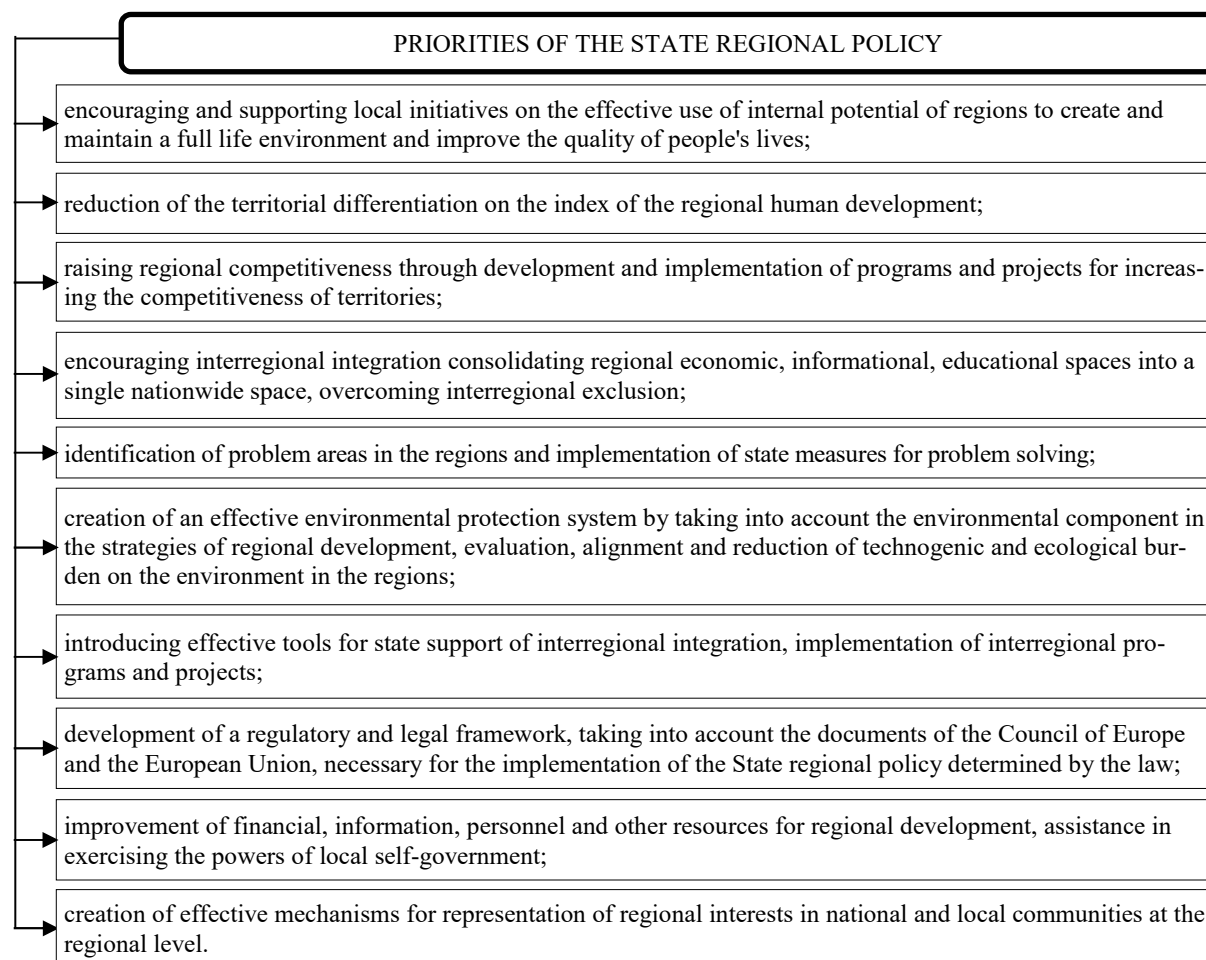 PRIORITIES OF THE STATE REGIONAL POLICY
encouraging and supporting local initiatives on the effective use of internal potential of regions to create and
maintain a full life environment and improve the quality of people's lives;
reduction of the territorial differentiation on the index of the regional human development;
raising regional competitiveness through development and implementation of programs and projects for increas-
ing the competitiveness of territories;
encouraging interregional integration consolidating regional economic, informational, educational spaces into a
single nationwide space, overcoming interregional exclusion;
identification of problem areas in the regions and implementation of state measures for problem solving;
creation of an effective environmental protection system by taking into account the environmental component in
the strategies of regional development, evaluation, alignment and reduction of technogenic and ecological bur-
den on the environment in the regions;
introducing effective tools for state support of interregional integration, implementation of interregional pro-
grams and projects;
development of a regulatory and legal framework, taking into account the documents of the Council of Europe
and the European Union, necessary for the implementation of the State regional policy determined by the law;
improvement of financial, information, personnel and other resources for regional development, assistance in
exercising the powers of local self-government;
creation of effective mechanisms for representation of regional interests in national and local communities at the
regional level.